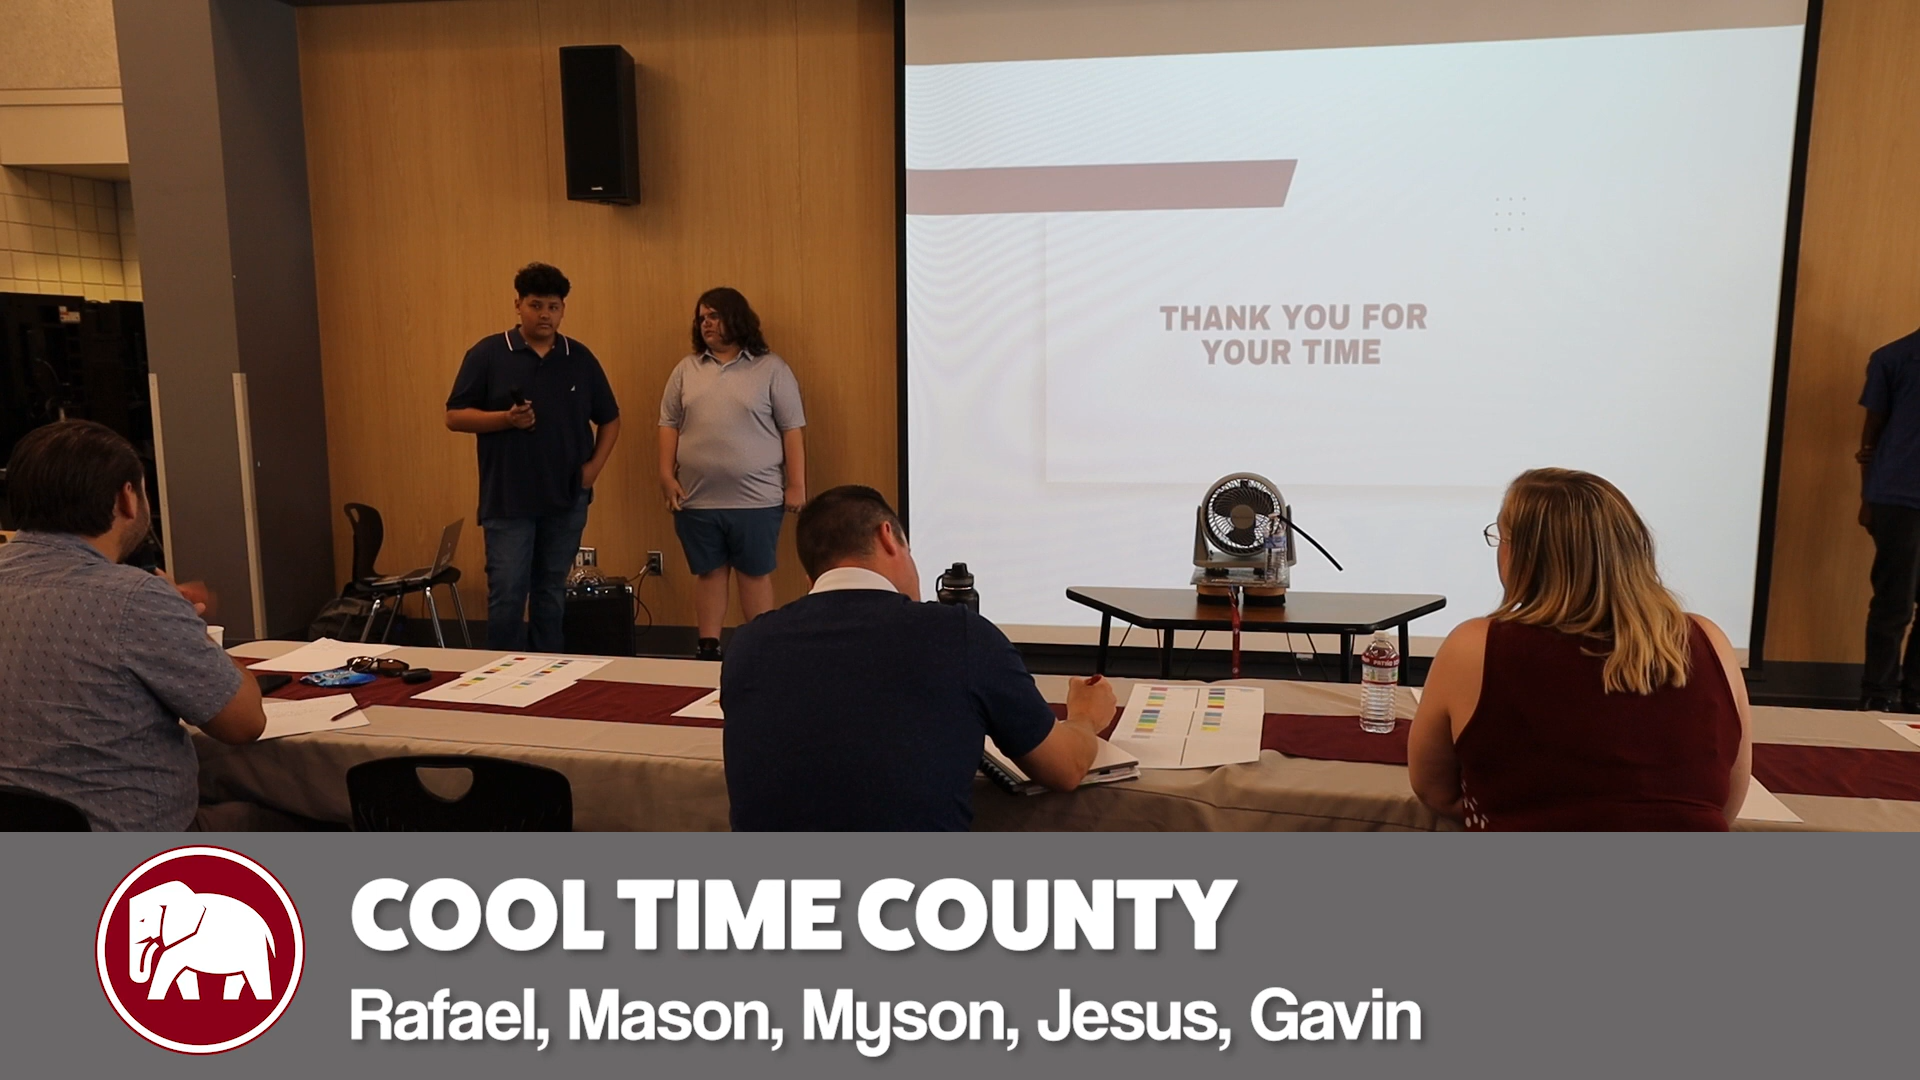 THANK YOU FOR
YOUR TIME
COOL TIME COUNTY
Rafael, Mason, Myson, Jesus, Gavin